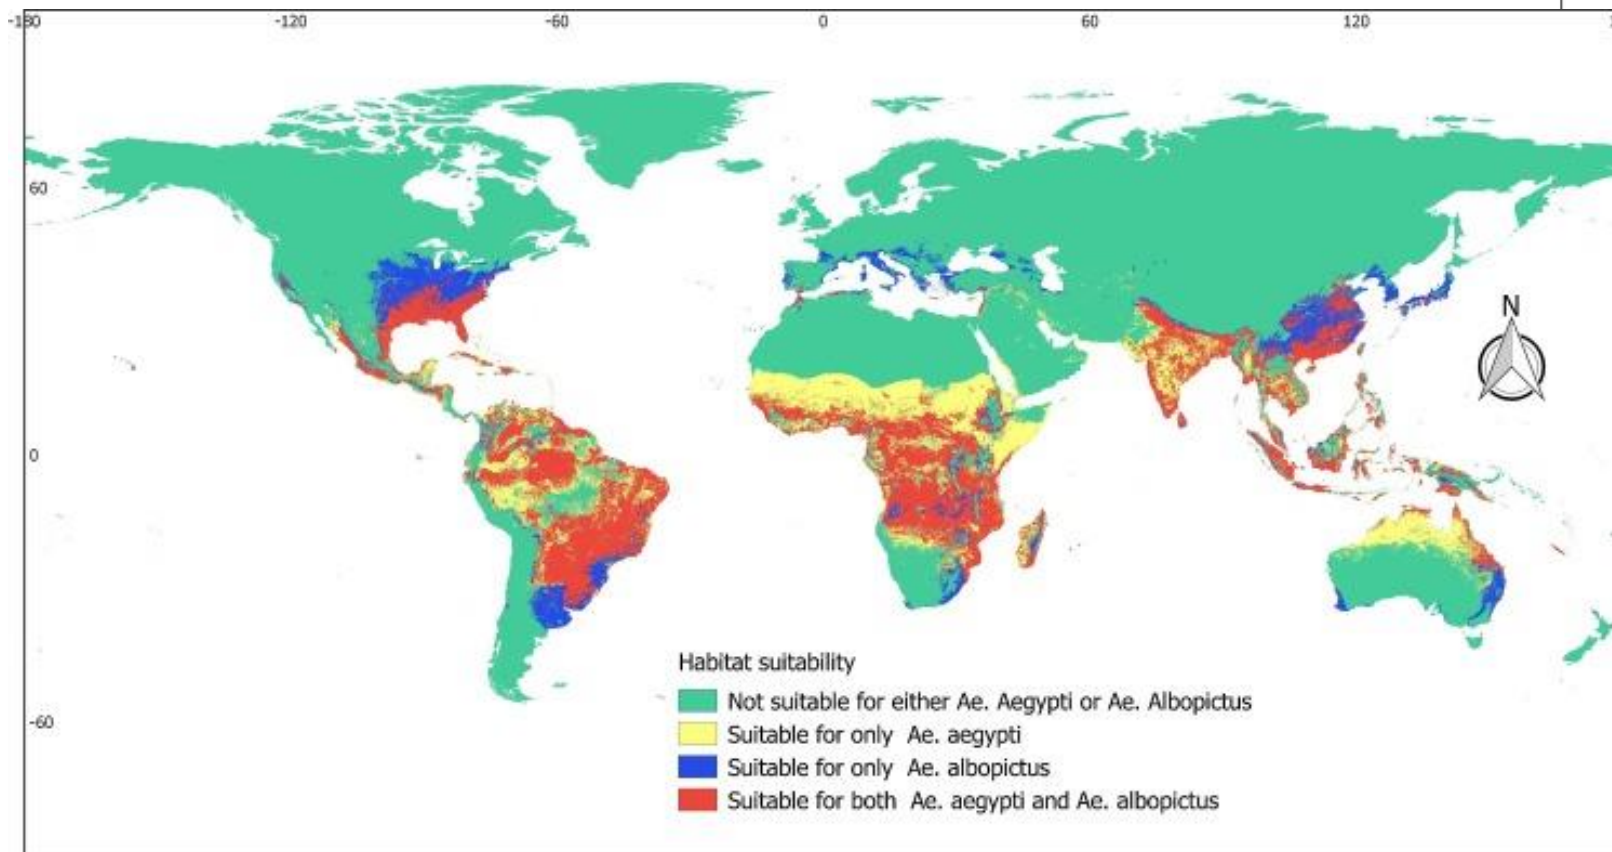 -180 -120 -60 0 60 120
60
N
0
Habitat suitability
Not suitable for either Ae. Aegypti or Ae. Albopictus
-60
Suitable for only Ae. aegypti
Suitable for only Ae. albopictus
Suitable for both Ae. aegypti and Ae. albopictus